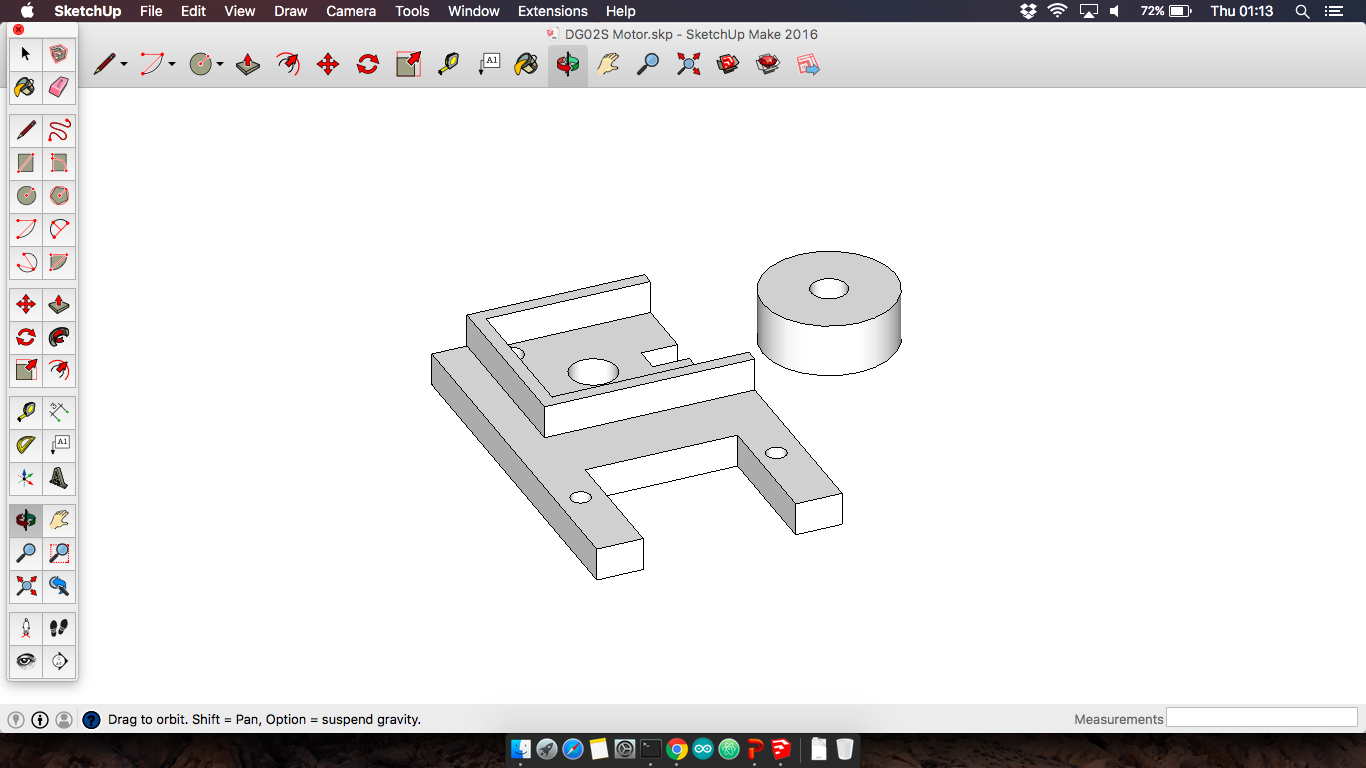 SketchUp File Edit View Draw Camera Tools Window Extensions Help 72% Thu 01:13
DG02S Motor.skp - SketchUp Make 2016
A1
A1
Drag to orbit. Shift = Pan, Option = suspend gravity.
Measurements